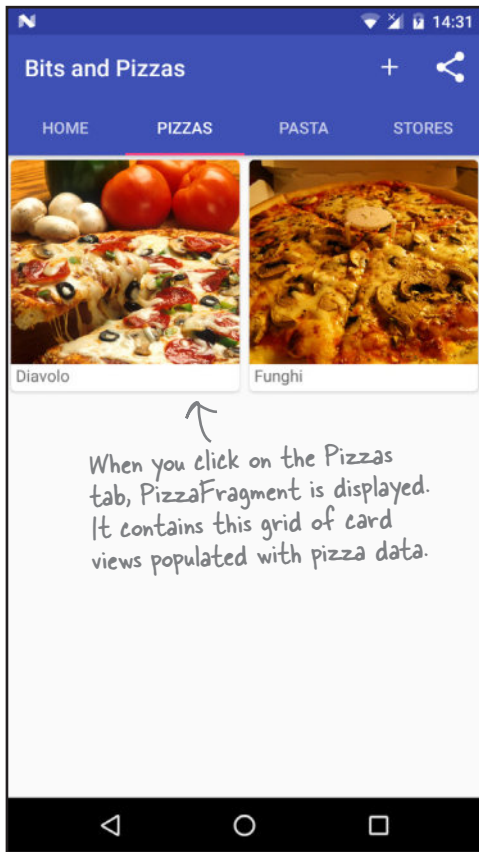 14:31
Bits and Pizzas
+
HOME PIZZAS PASTA STORES
Diavolo Funghi
When you click on the Pizzas
tab, PizzaFragment is displayed.
It contains this grid of card
views populated with pizza data.